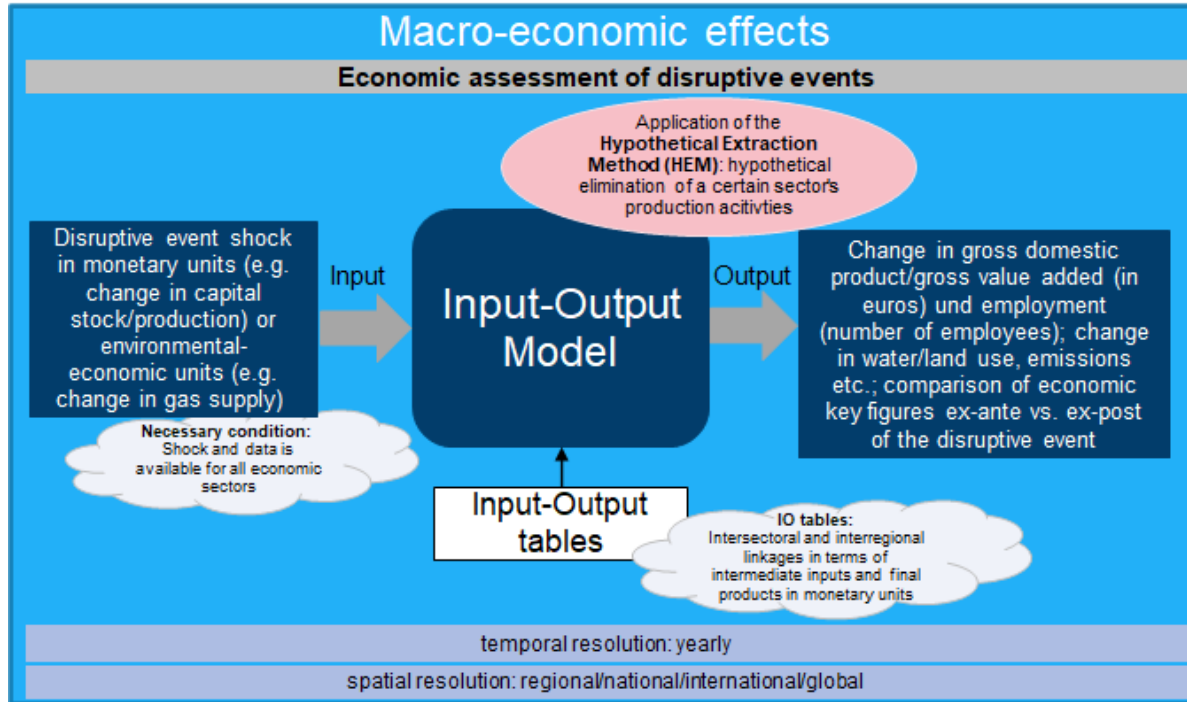 Macro-economic effects
Economic assessment of disruptive events
Application of the
Hypothetical Extraction
Method (HEM): hypothetical
elimination of a certain sector's
production acitivties
Disruptive event shock
in monetary units (e.g.
change in capital
stock/production) or
environmental-
economic units (e.g.
change in gas supply)
Input
Input-Output
Model
Output
Change in gross domestic
product/gross value added (in
euros) und employment
(number of employees); change
in water/land use, emissions
etc.; comparison of economic
key figures ex-ante vs. ex-post
of the disruptive event
Necessary condition:
Shock and data is
available for all economic
sectors
Input-Output
tables
IO tables:
Intersectoral and interregional
linkages in terms of
intermediate inputs and final
products in monetary units
temporal resolution: yearly
spatial resolution: regional/national/international/global